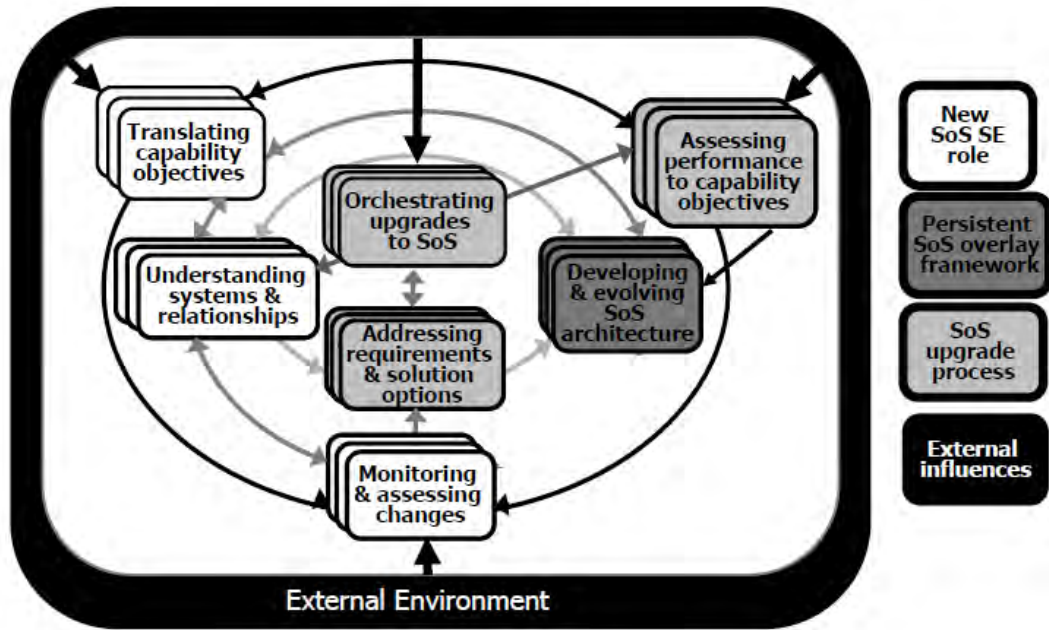 Translating
capability
objectives
Assessing
performance
to capability
objectives
Orchestrating
upgrades
to SoS
Understanding
systems &
relationships
Developing
& evolving
SoS
architecture
Addressing
requirements
& solution
options
Monitoring
& assessing
changes
External Environment
New
SoS SE
role
Persistent
SoS overlay
framework
SoS
upgrade
process
External
influences